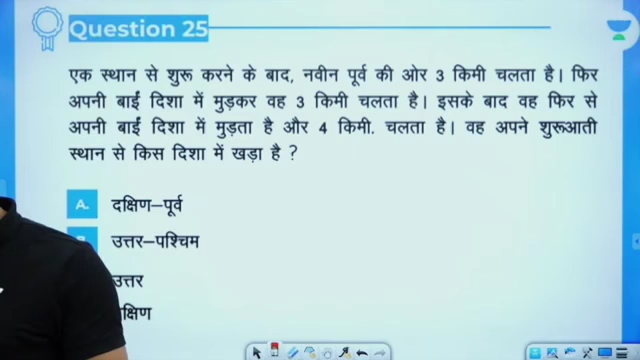 Question 25
एक स्थान से शुरू करने के बाद, नवीन पूर्व की ओर 3 किमी चलता है। फिर
अपनी बाईं दिशा में मुड़कर वह 3 किमी चलता है। इसके बाद वह फिर से
अपनी बाईं दिशा में मुड़ता है और 4 किमी. चलता है। वह अपने शुरूआती
स्थान से किस दिशा में खड़ा है ?
A. दक्षिण–पूर्व
उत्तर–पश्चिम
उत्तर